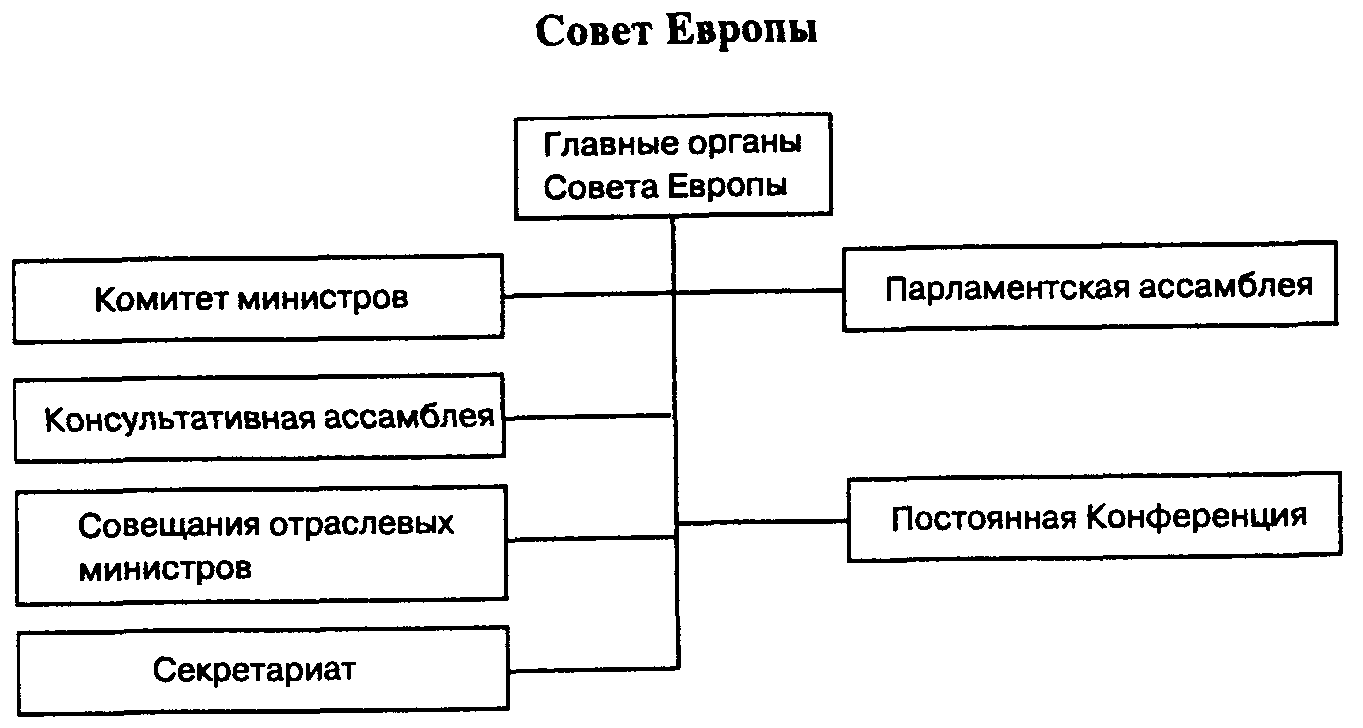 Совет Европы
Главные органы
Совета Европы
Комитет министров
Парламентская ассамблея
Консультативная ассамблея
Совещания отраслевых
министров
Постоянная Конференция
Секретариат